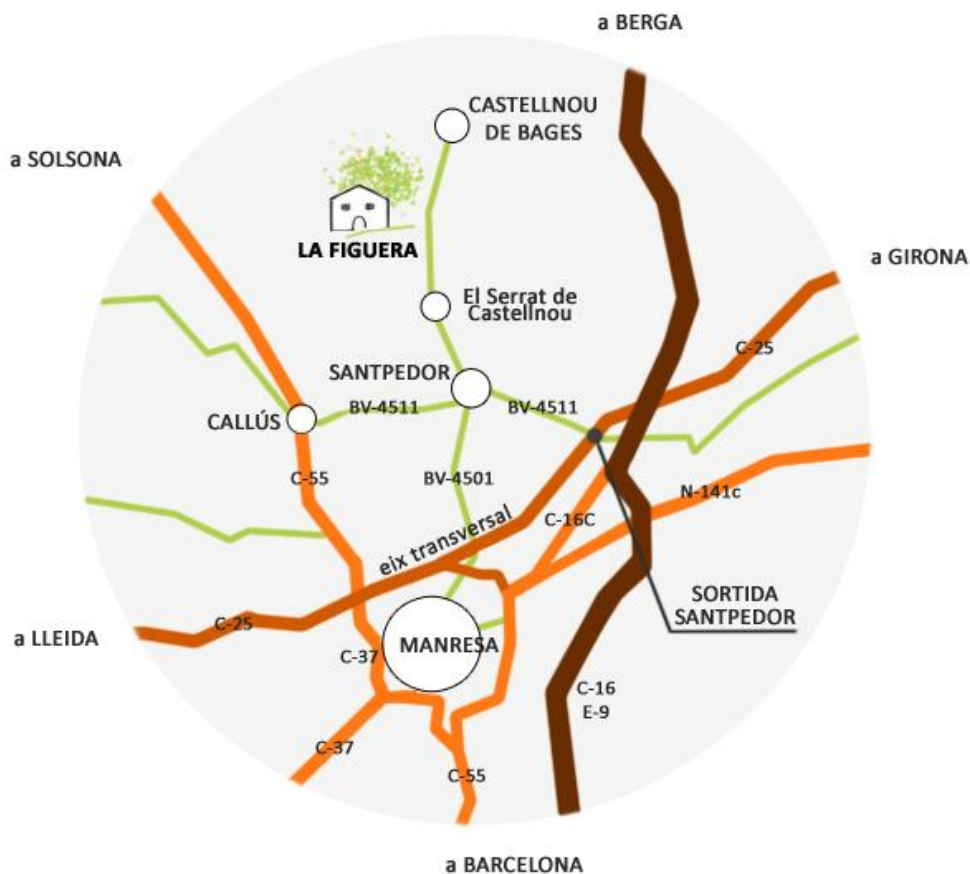 a BERGA
CASTELLNOU
DE BAGES
a SOLSONA
LA FIGUERA
a GIRONA
El Serrat de
Castellnou
C-25
SANTPEDOR
BV-4511
BV-4511
CALLÚS
C-55
BV-4501
N-141c
C-16C
eix transversal
SORTIDA
SANTPEDOR
C-25
a LLEIDA
MANRESA
C-37
C-16
E-9
C-37
C-55
a BARCELONA